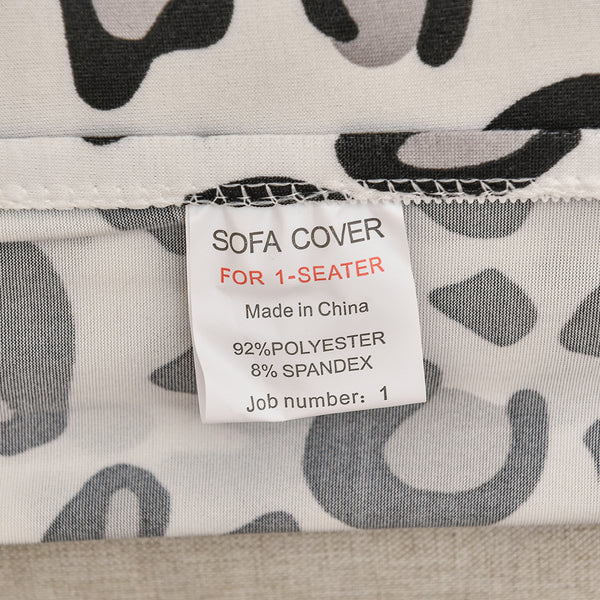 SOFA COVER
FOR 1-SEATER
Made in China
92%POLYESTER
8% SPANDEX
Job number: 1